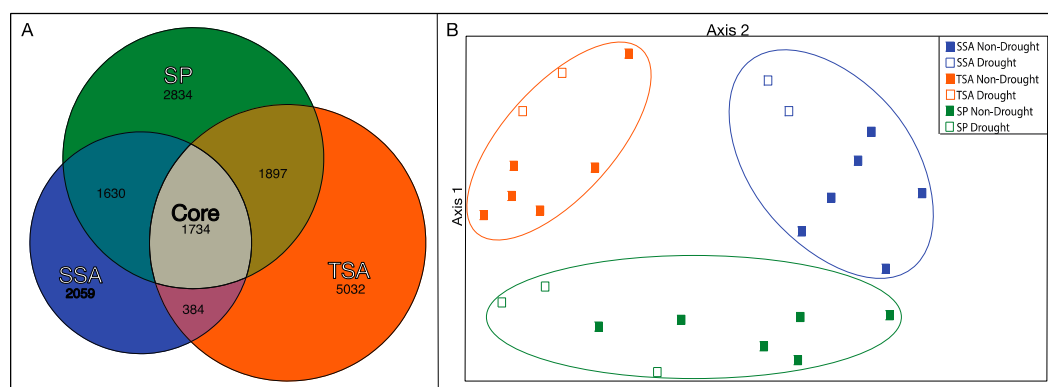 A
SP
2834
1630
1897
Core
1734
SSA
2059
TSA
5032
384
B
Axis 2
Axis 1
SSA Non-Drought
SSA Drought
TSA Non-Drought
TSA Drought
SP Non-Drought
SP Drought